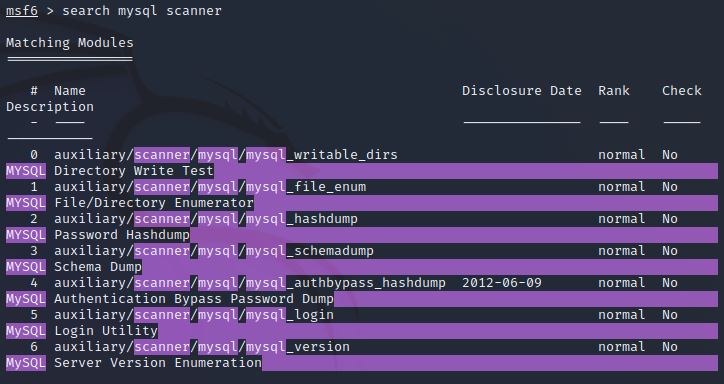 msf6 > search mysql scanner
Matching Modules
================
# Name Disclosure Date Rank Check Description
- ---- --------------- ---- ----- -----------
0 auxiliary/scanner/mysql/mysql_writable_dirs normal No
MYSQL Directory Write Test
1 auxiliary/scanner/mysql/mysql_file_enum normal No
MYSQL File/Directory Enumerator
2 auxiliary/scanner/mysql/mysql_hashdump normal No
MYSQL Password Hashdump
3 auxiliary/scanner/mysql/mysql_schemadump normal No
MYSQL Schema Dump
4 auxiliary/scanner/mysql/mysql_authbypass_hashdump 2012-06-09 normal No
MySQL Authentication Bypass Password Dump
5 auxiliary/scanner/mysql/mysql_login normal No
MySQL Login Utility
6 auxiliary/scanner/mysql/mysql_version normal No
MySQL Server Version Enumeration